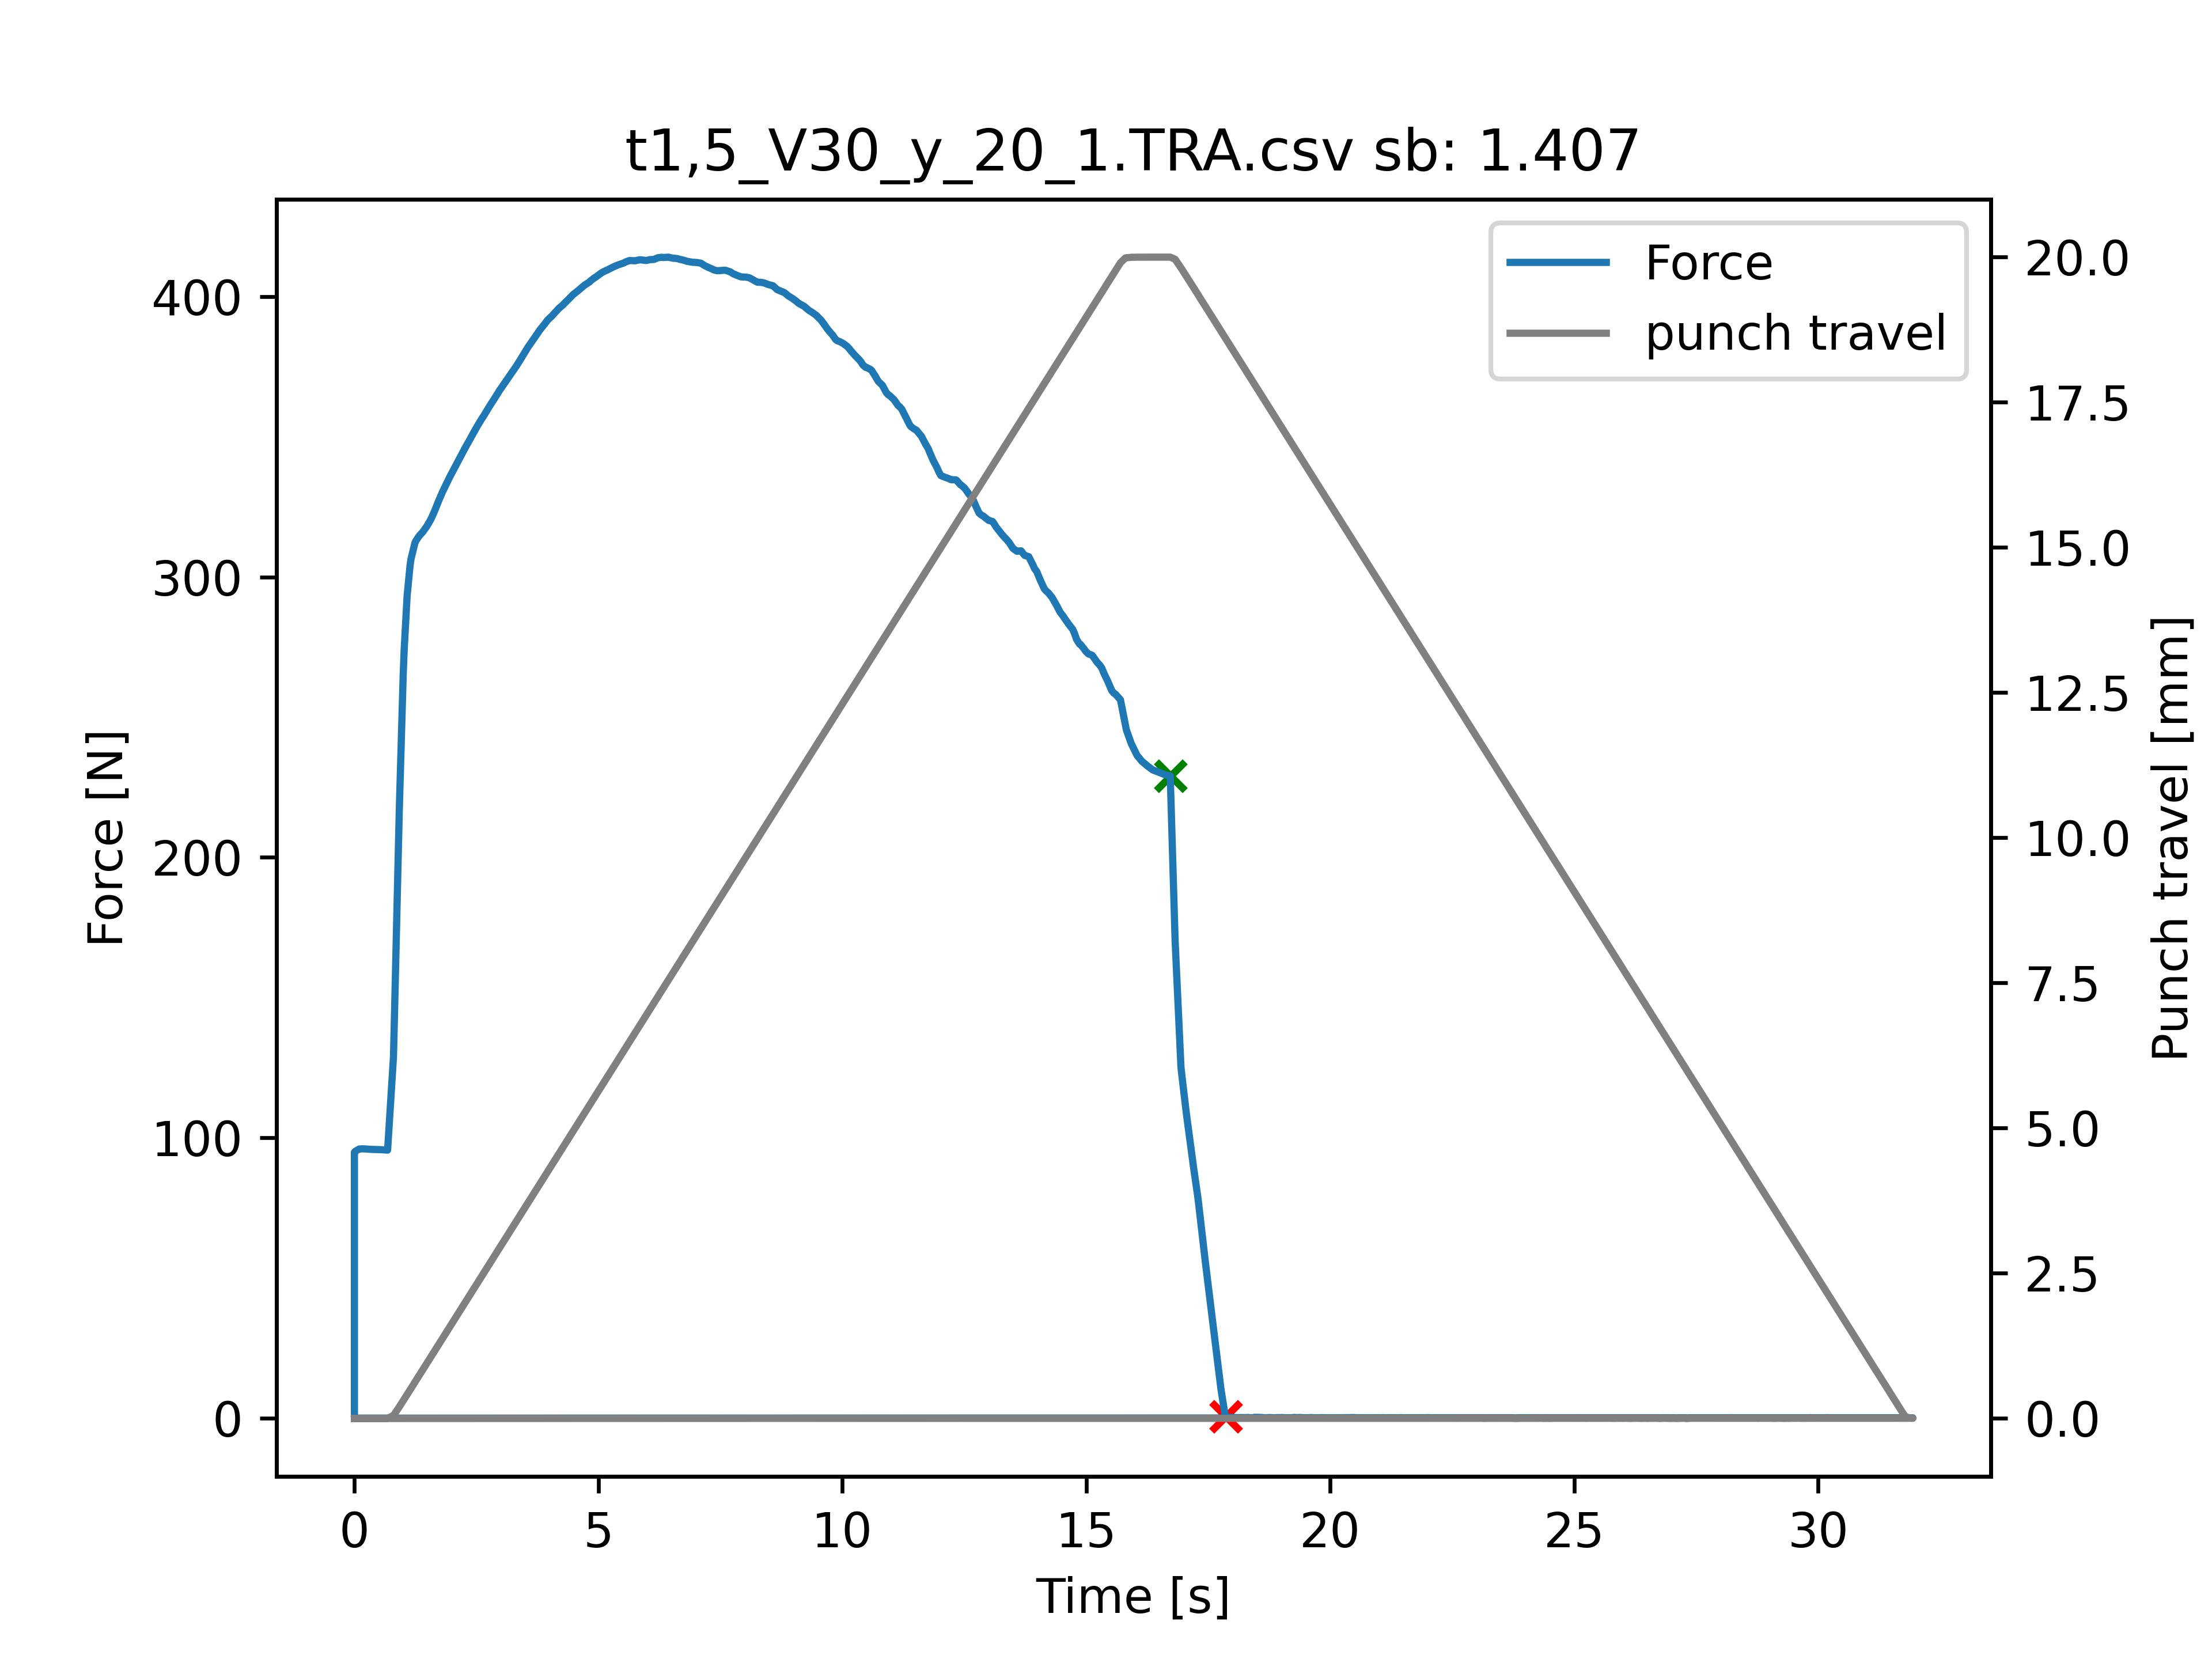 t1,5_V30_y_20_1.TRA.csv sb: 1.407
Force
punch travel
400
300
200
100
0
Force [N]
20.0
17.5
15.0
12.5
10.0
7.5
5.0
2.5
0.0
Punch travel [mm]
0 5 10 15 20 25 30
Time [s]